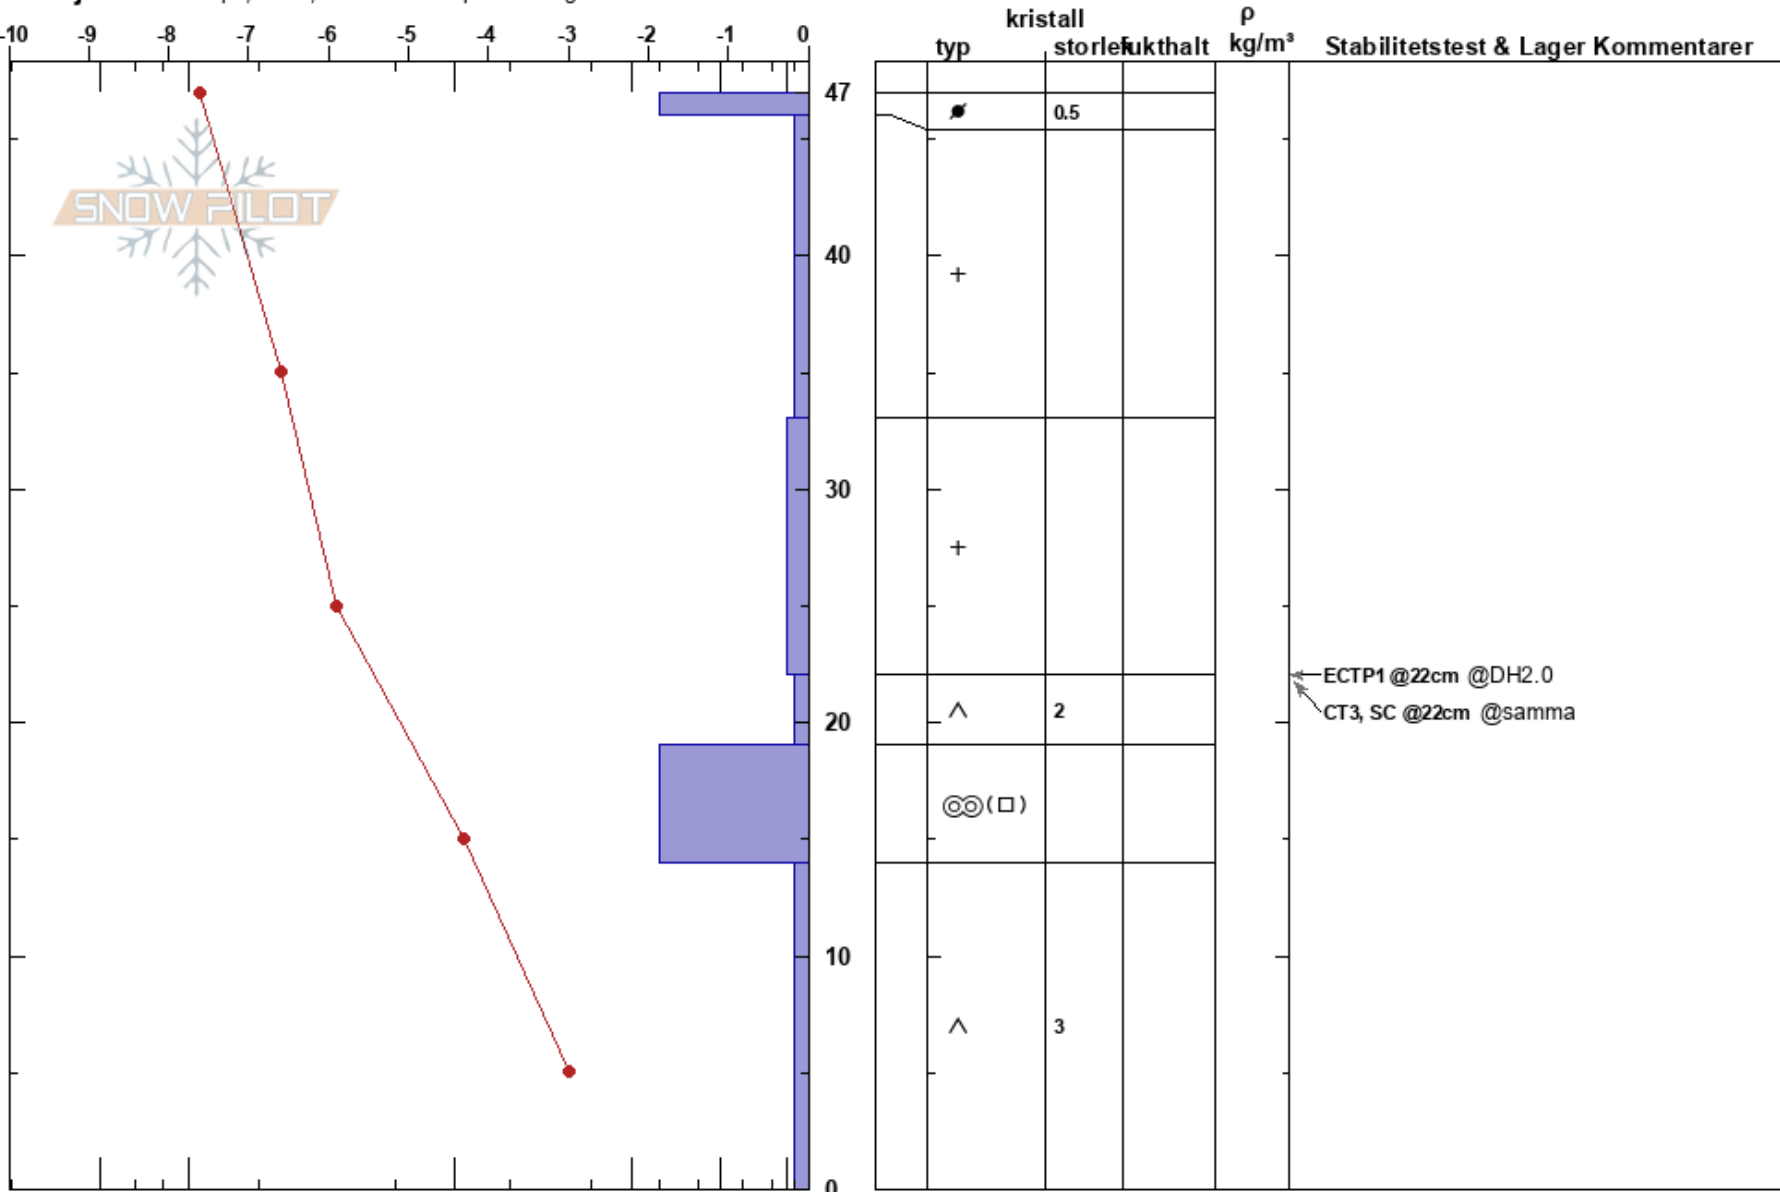 kristall ρ
-10 -9 -8 -7 -6 -5 -4 -3 -2 -1 0 typ storlek fukthalt kg/m³ Stabilitetstest & Lager Kommentarer
47
0.5
SNOW PILOT
40
30
ECTP1 @22cm @DH2.0
2
CT3, SC @22cm @samma
20
10
3
0